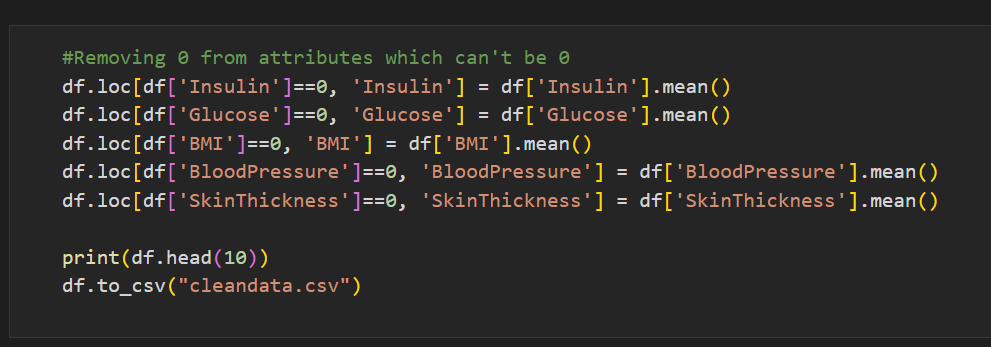 #Removing 0 from attributes which can't be 0
df.loc[df['Insulin']==0, 'Insulin'] = df['Insulin'].mean()
df.loc[df['Glucose']==0, 'Glucose'] = df['Glucose'].mean()
df.loc[df['BMI']==0, 'BMI'] = df['BMI'].mean()
df.loc[df['BloodPressure']==0, 'BloodPressure'] = df['BloodPressure'].mean()
df.loc[df['SkinThickness']==0, 'SkinThickness'] = df['SkinThickness'].mean()
print(df.head(10))
df.to_csv("cleandata.csv")